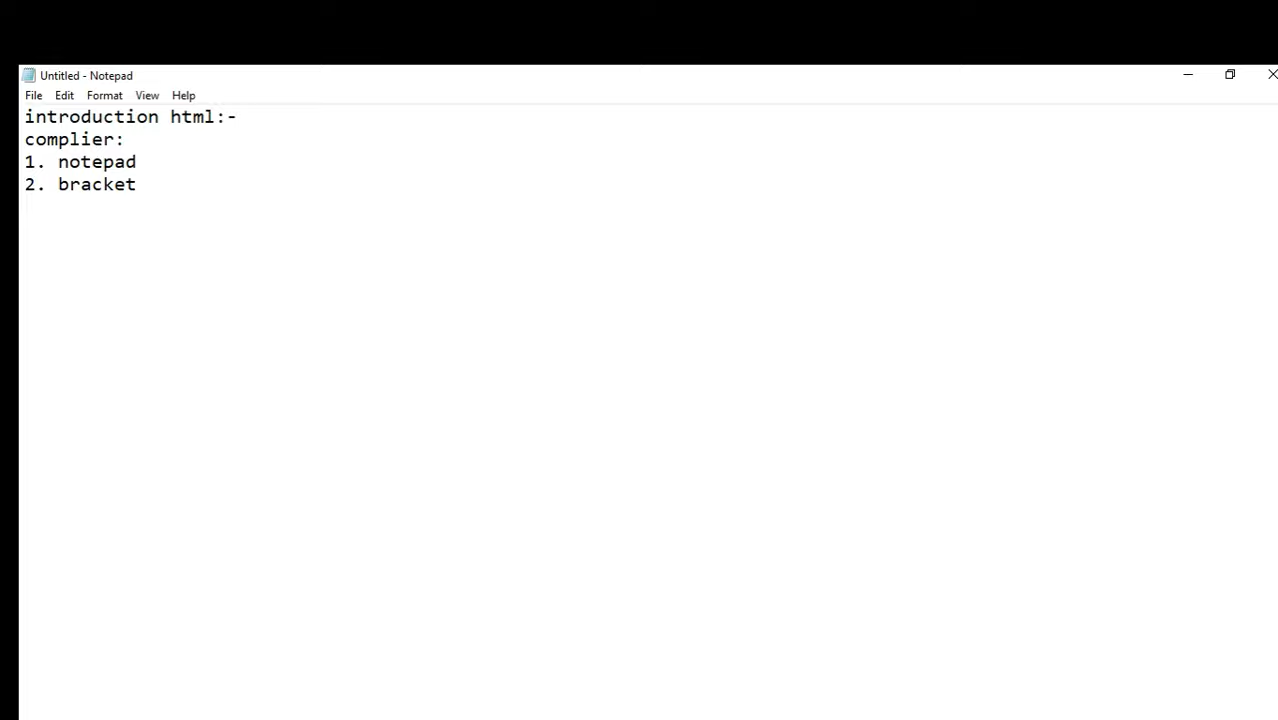 Untitled - Notepad
File Edit Format View Help
introduction html:-
complier:
1. notepad
2. bracket